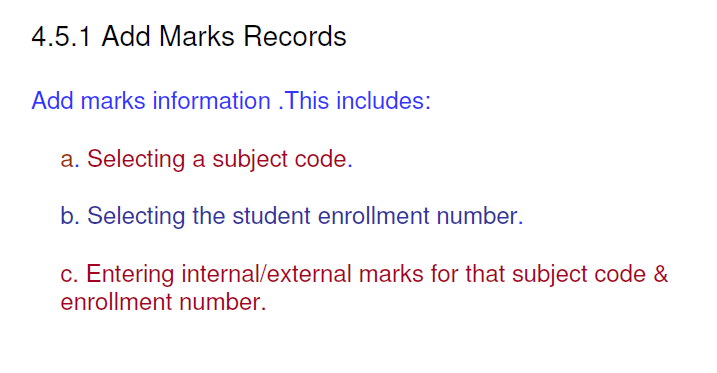 4.5.1 Add Marks Records
Add marks information .This includes:
a. Selecting a subject code.
b. Selecting the student enrollment number.
c. Entering internal/external marks for that subject code &
enrollment number.